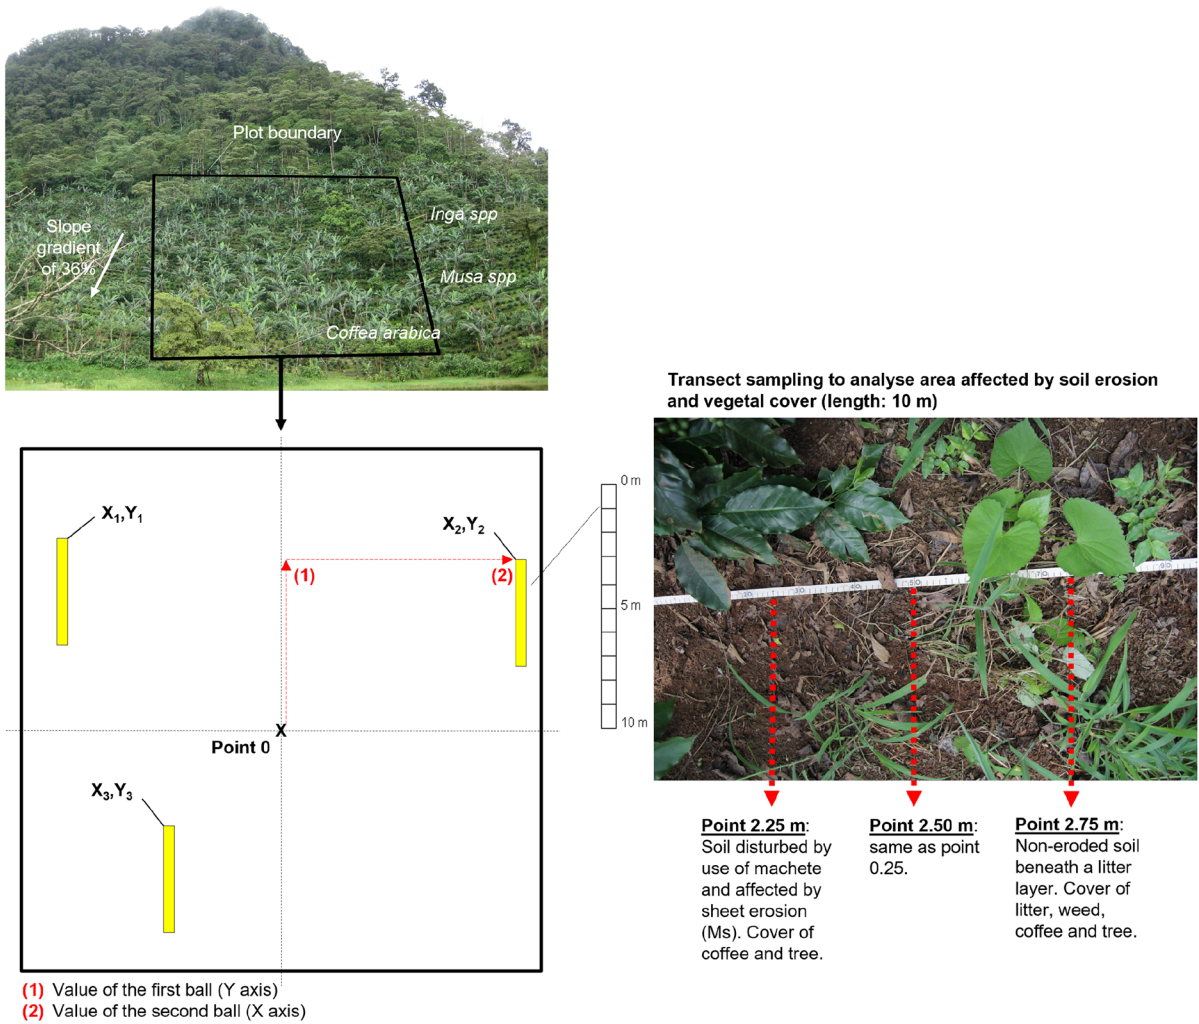 Plot boundary
Inga spp
Slope
gradient
of 36%
Musa spp
Coffea arabica
Transect sampling to analyse area affected by soil erosion
and vegetal cover (length: 10 m)
X1,Y1
X2,Y2
(1)
(2)
0 m
5 m
10 m
X
Point 0
X3,Y3
Point 2.25 m:
Soil disturbed by
use of machete
and affected by
sheet erosion
(Ms). Cover of
coffee and tree.
Point 2.50 m:
same as point
0.25.
Point 2.75 m:
Non-eroded soil
beneath a litter
layer. Cover of
litter, weed,
coffee and tree.
(1) Value of the first ball (Y axis)
(2) Value of the second ball (X axis)